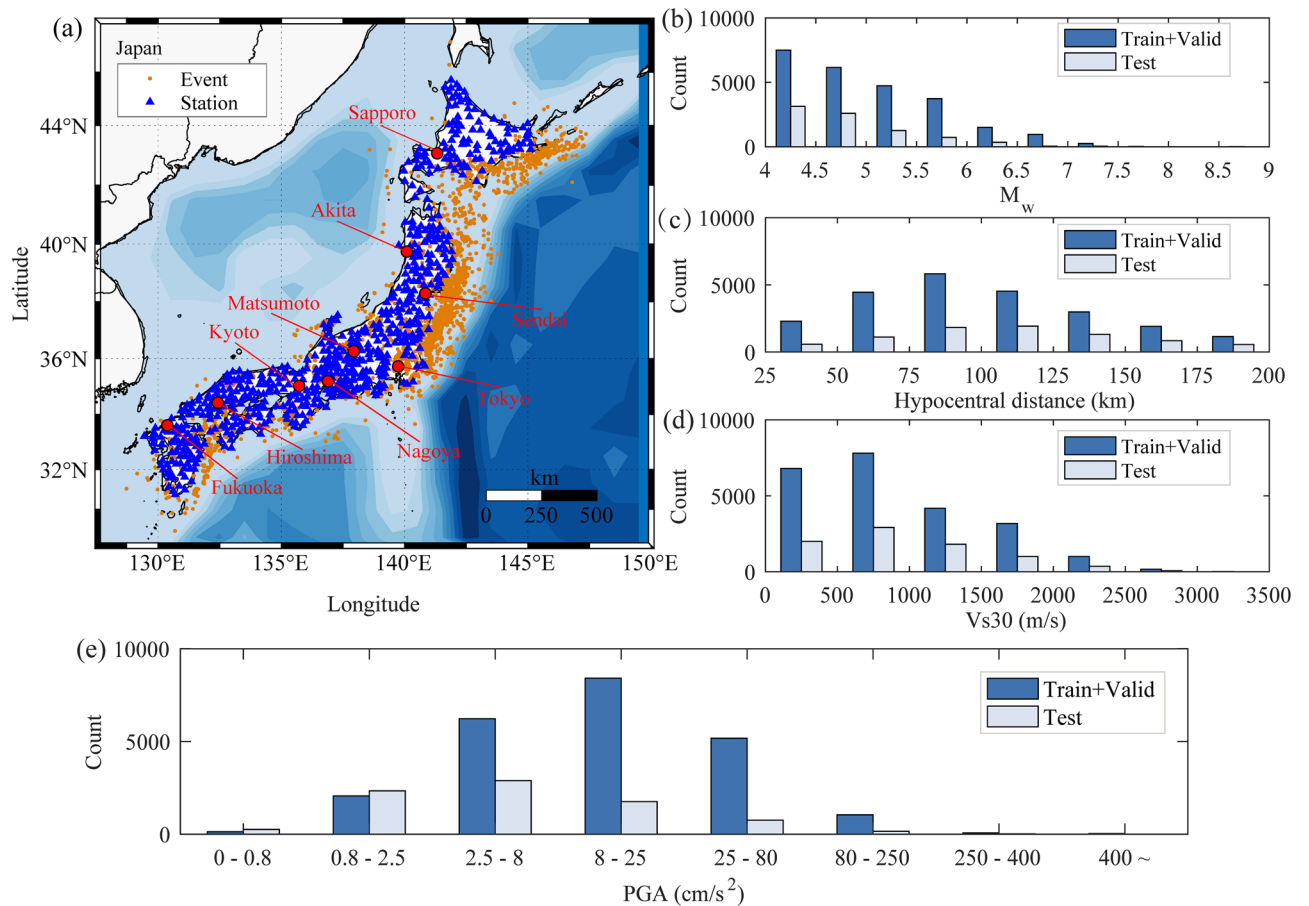 (a)
Japan
Event
Station
Sapporo
Akita
Matsumoto
Kyoto
Sendai
Tokyo
Nagoya
Hiroshima
Fukuoka
km
0 250 500
44°N
40°N
36°N
32°N
Latitude
130°E 135°E 140°E 145°E 150°E
Longitude
(b)
10000
5000
0
Count
Train+Valid
Test
4 4.5 5 5.5 6 6.5 7 7.5 8 8.5 9
M_w
(c)
10000
5000
0
Count
Train+Valid
Test
25 50 75 100 125 150 175 200
Hypocentral distance (km)
(d)
10000
5000
0
Count
Train+Valid
Test
0 500 1000 1500 2000 2500 3000 3500
Vs30 (m/s)
(e)
10000
5000
0
Count
Train+Valid
Test
0 - 0.8 0.8 - 2.5 2.5 - 8 8 - 25 25 - 80 80 - 250 250 - 400 400 ~
PGA (cm/s²)